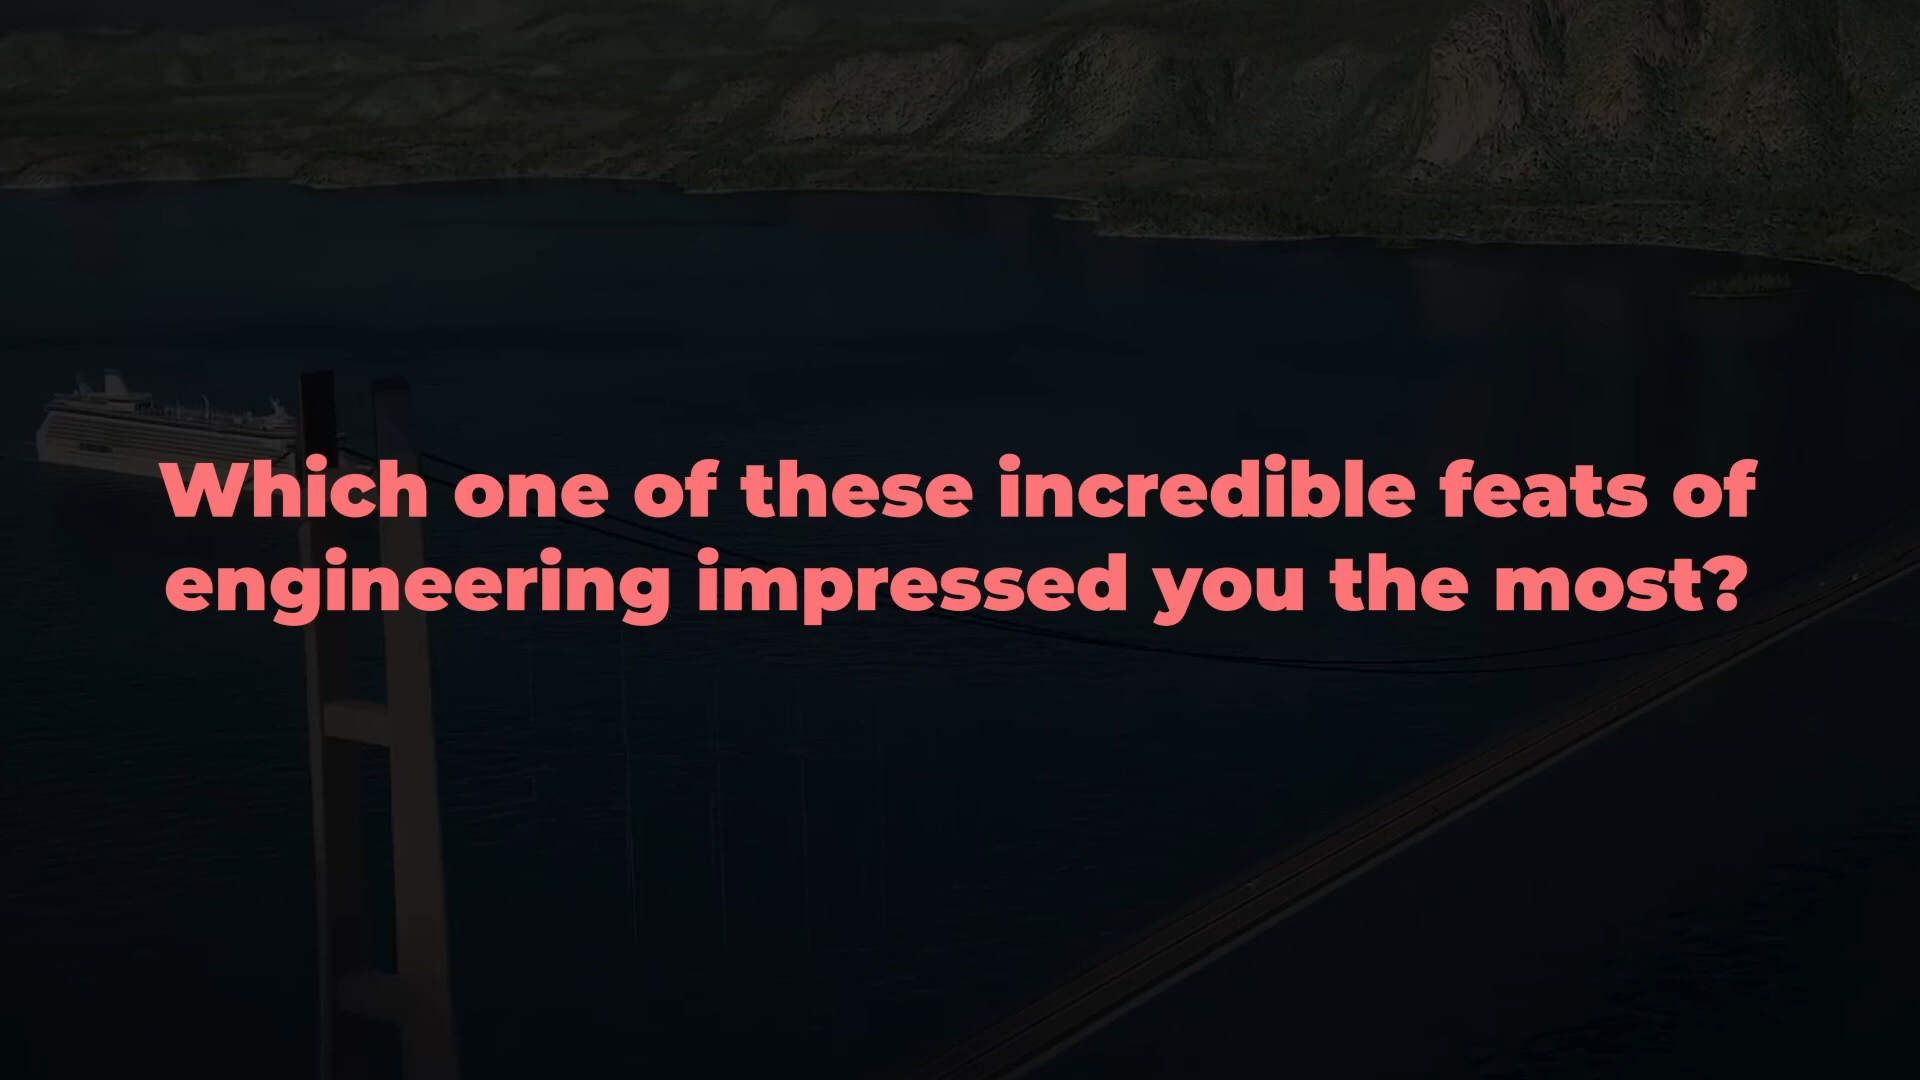 Which one of these incredible feats of
engineering impressed you the most?